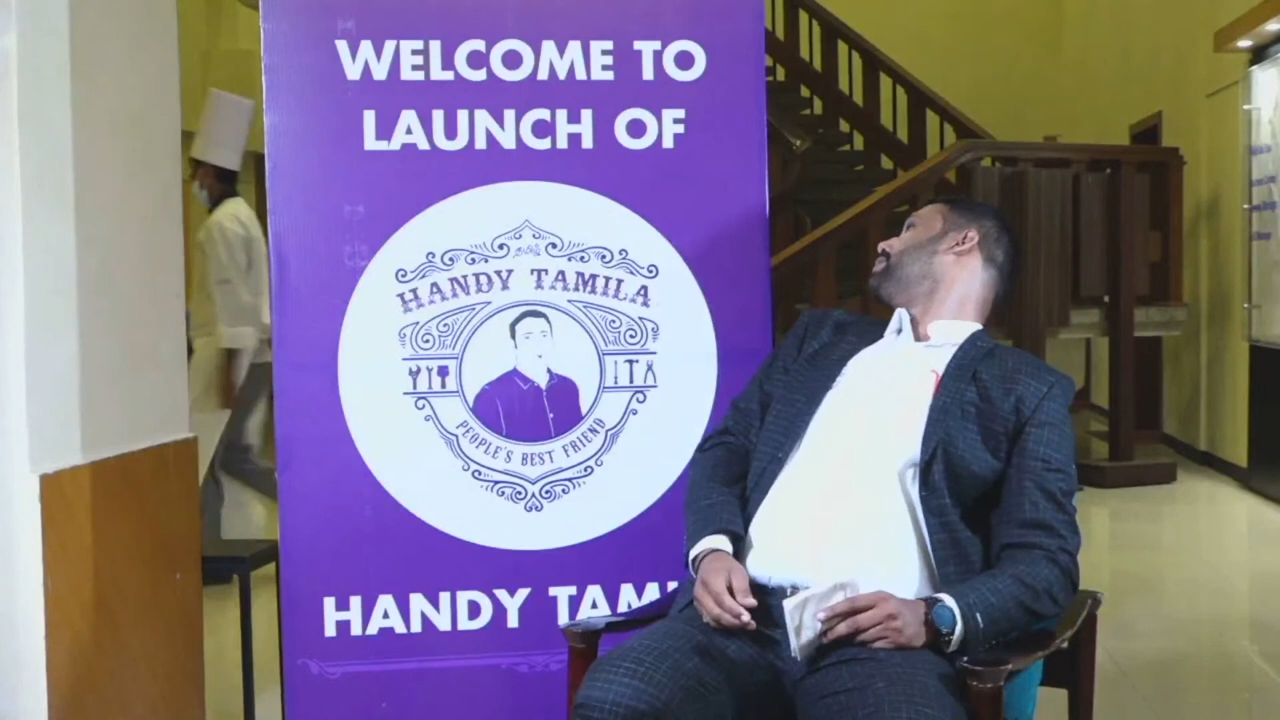 WELCOME TO
LAUNCH OF
HANDY TAMILA
PEOPLE'S BEST FRIEND
HANDY TAMI